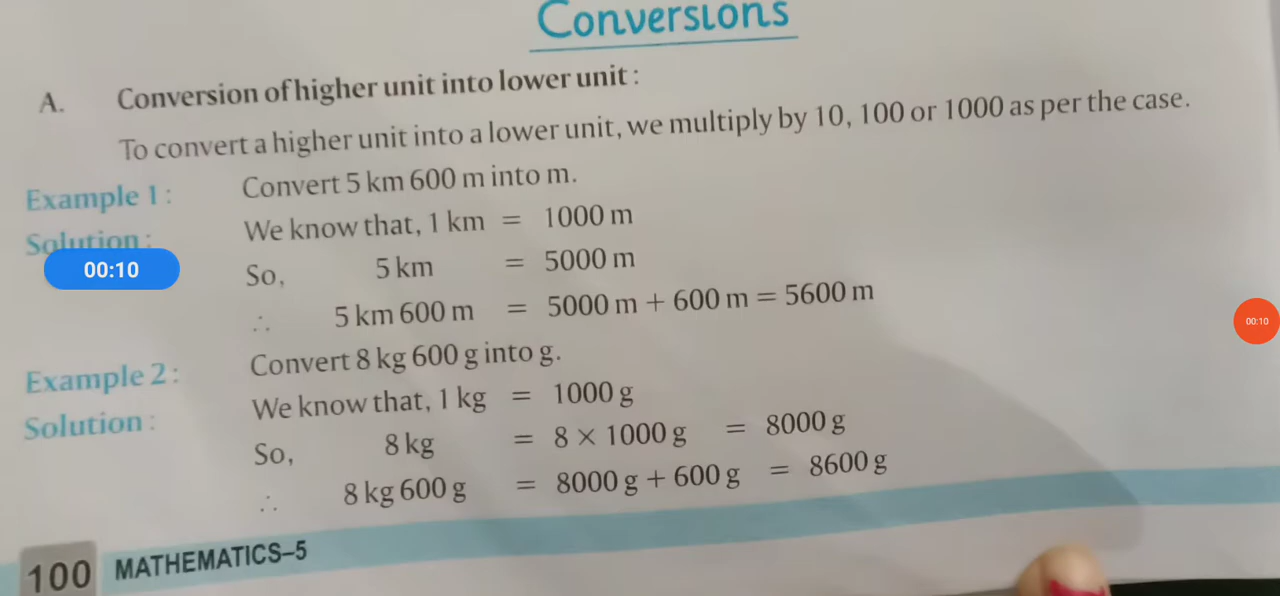 Conversions
A. Conversion of higher unit into lower unit :
To convert a higher unit into a lower unit, we multiply by 10, 100 or 1000 as per the case.
Example 1 : Convert 5 km 600 m into m.
Solution : We know that, 1 km = 1000 m
00:10
So, 5 km = 5000 m
00:10
∴ 5 km 600 m = 5000 m + 600 m = 5600 m
Example 2 : Convert 8 kg 600 g into g.
Solution : We know that, 1 kg = 1000 g
So, 8 kg = 8 × 1000 g = 8000 g
∴ 8 kg 600 g = 8000 g + 600 g = 8600 g
100 MATHEMATICS–5